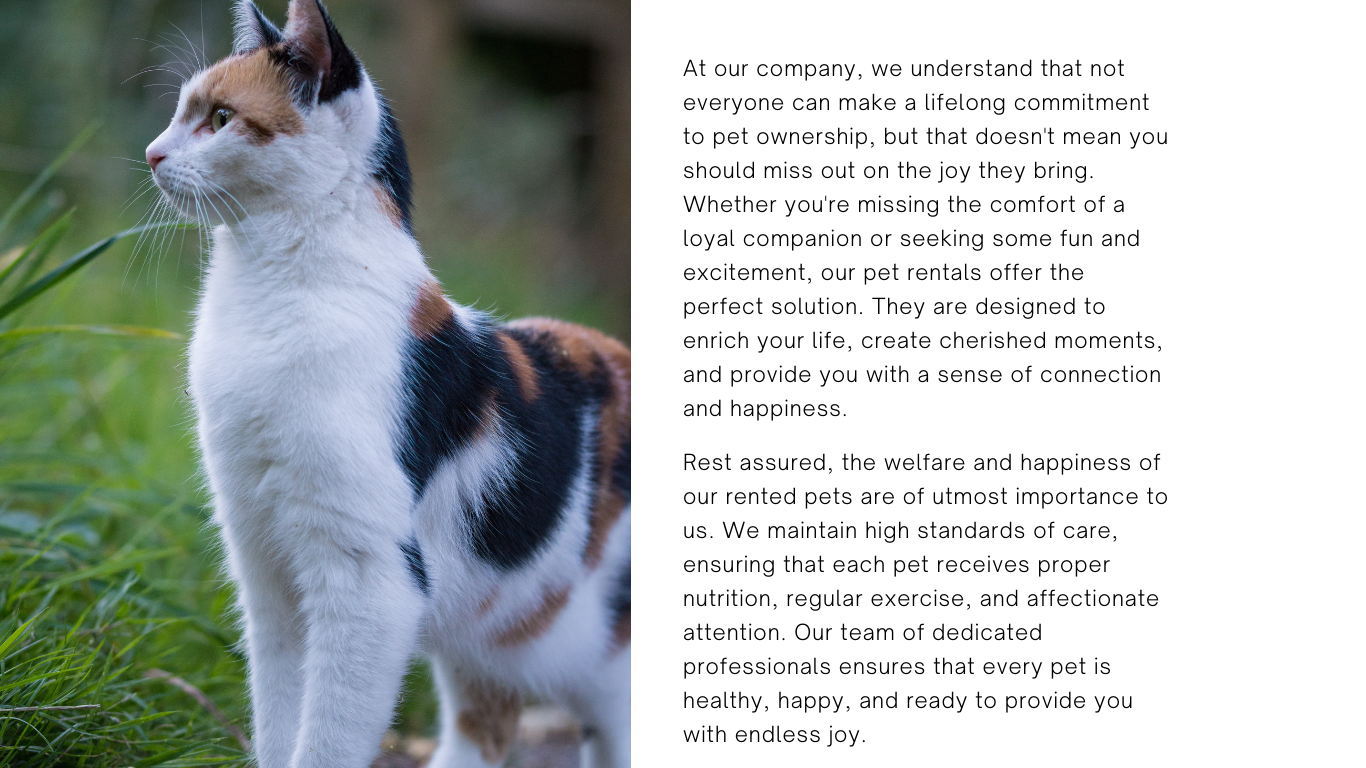 At our company, we understand that not
everyone can make a lifelong commitment
to pet ownership, but that doesn't mean you
should miss out on the joy they bring.
Whether you're missing the comfort of a
loyal companion or seeking some fun and
excitement, our pet rentals offer the
perfect solution. They are designed to
enrich your life, create cherished moments,
and provide you with a sense of connection
and happiness.
Rest assured, the welfare and happiness of
our rented pets are of utmost importance to
us. We maintain high standards of care,
ensuring that each pet receives proper
nutrition, regular exercise, and affectionate
attention. Our team of dedicated
professionals ensures that every pet is
healthy, happy, and ready to provide you
with endless joy.